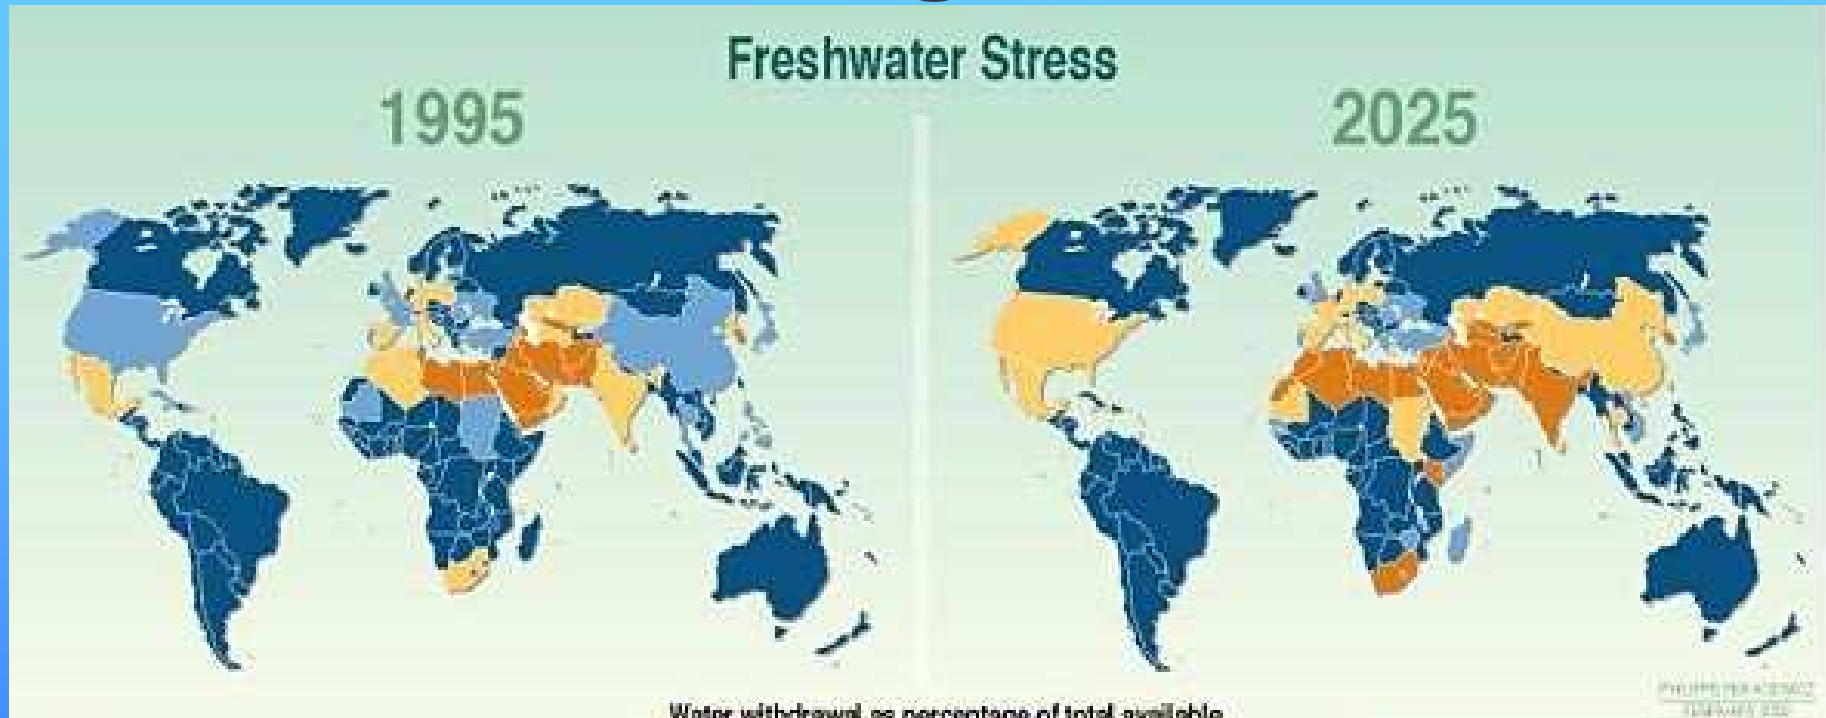 Freshwater Stress
1995
2025
Water withdrawal as percentage of total available